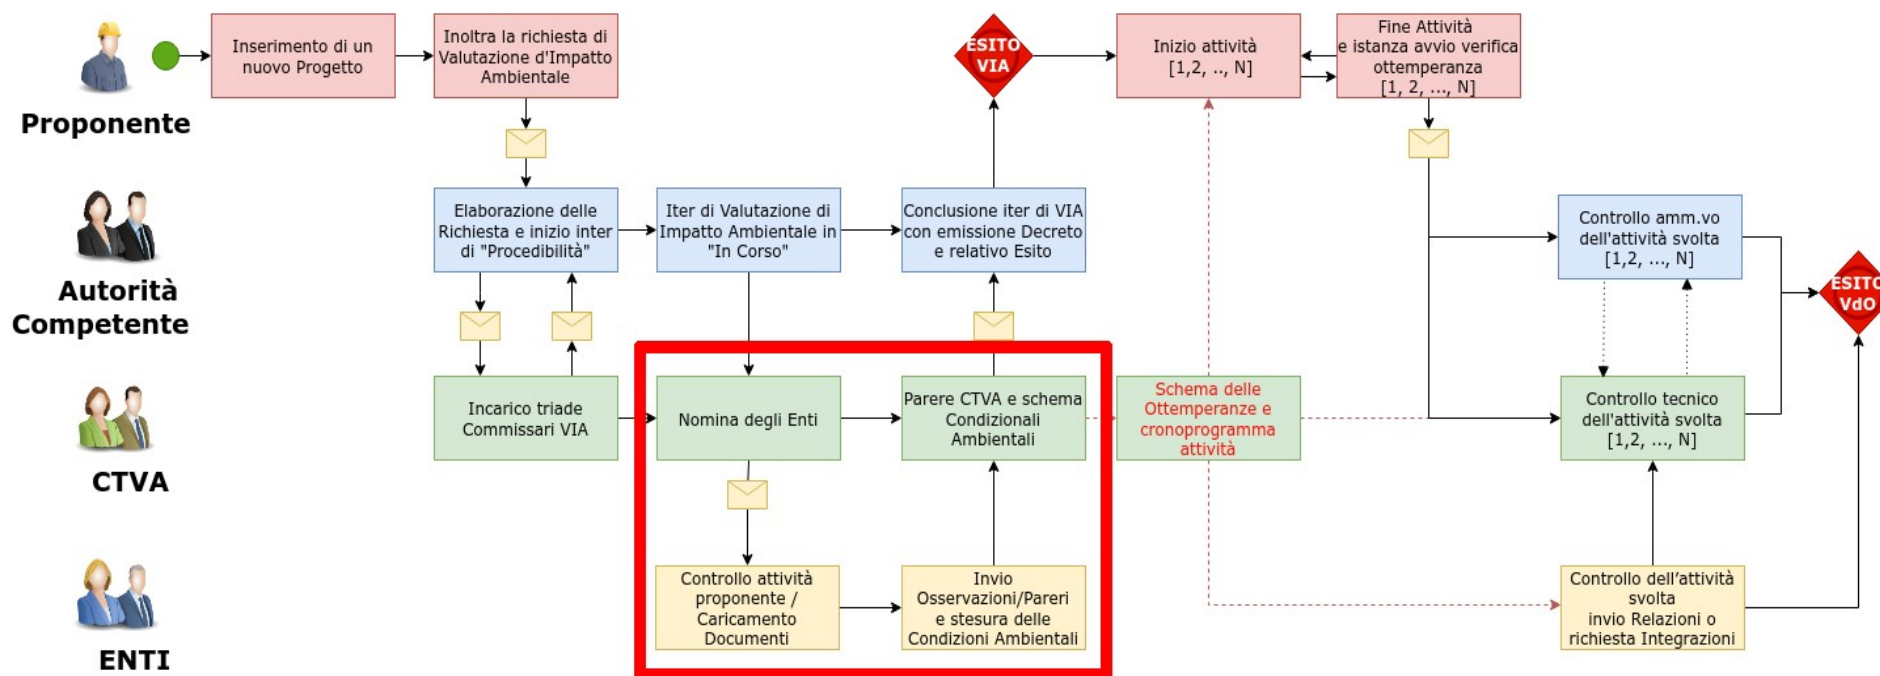 Proponente
Inserimento di un
nuovo Progetto
Inoltra la richiesta di
Valutazione d'Impatto
Ambientale
ESITO
VIA
Inizio attività
[1,2, .., N]
Fine Attività
e istanza avvio verifica
ottemperanza
[1, 2, ..., N]
Autorità
Competente
Elaborazione delle
Richiesta e inizio inter
di "Procedibilità"
Iter di Valutazione di
Impatto Ambientale in
"In Corso"
Conclusione iter di VIA
con emissione Decreto
e relativo Esito
Controllo amm.vo
dell'attività svolta
[1,2, ..., N]
ESITO
VdO
CTVA
Incarico triade
Commissari VIA
Nomina degli Enti
Parere CTVA e schema
Condizionali
Ambientali
Schema delle
Ottemperanze e
cronoprogramma
attività
Controllo tecnico
dell'attività svolta
[1,2, ..., N]
ENTI
Controllo attività
proponente /
Caricamento
Documenti
Invio
Osservazioni/Pareri
e stesura delle
Condizioni Ambientali
Controllo dell’attività
svolta
invio Relazioni o
richiesta Integrazioni